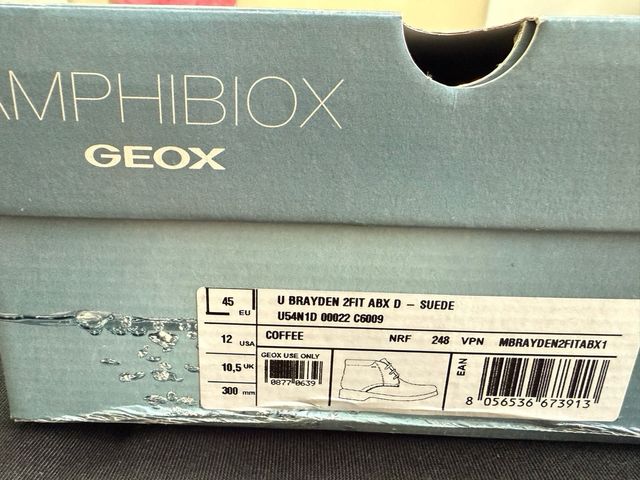 AMPHIBIOX
GEOX
45 EU
U BRAYDEN 2FIT ABX D - SUEDE
U54N1D 00022 C6009
12 USA
COFFEE NRF 248 VPN MBRAYDEN2FITABX1
10,5 UK
GEOX USE ONLY
0877 0639
300 mm
EAN
8 056536 673913